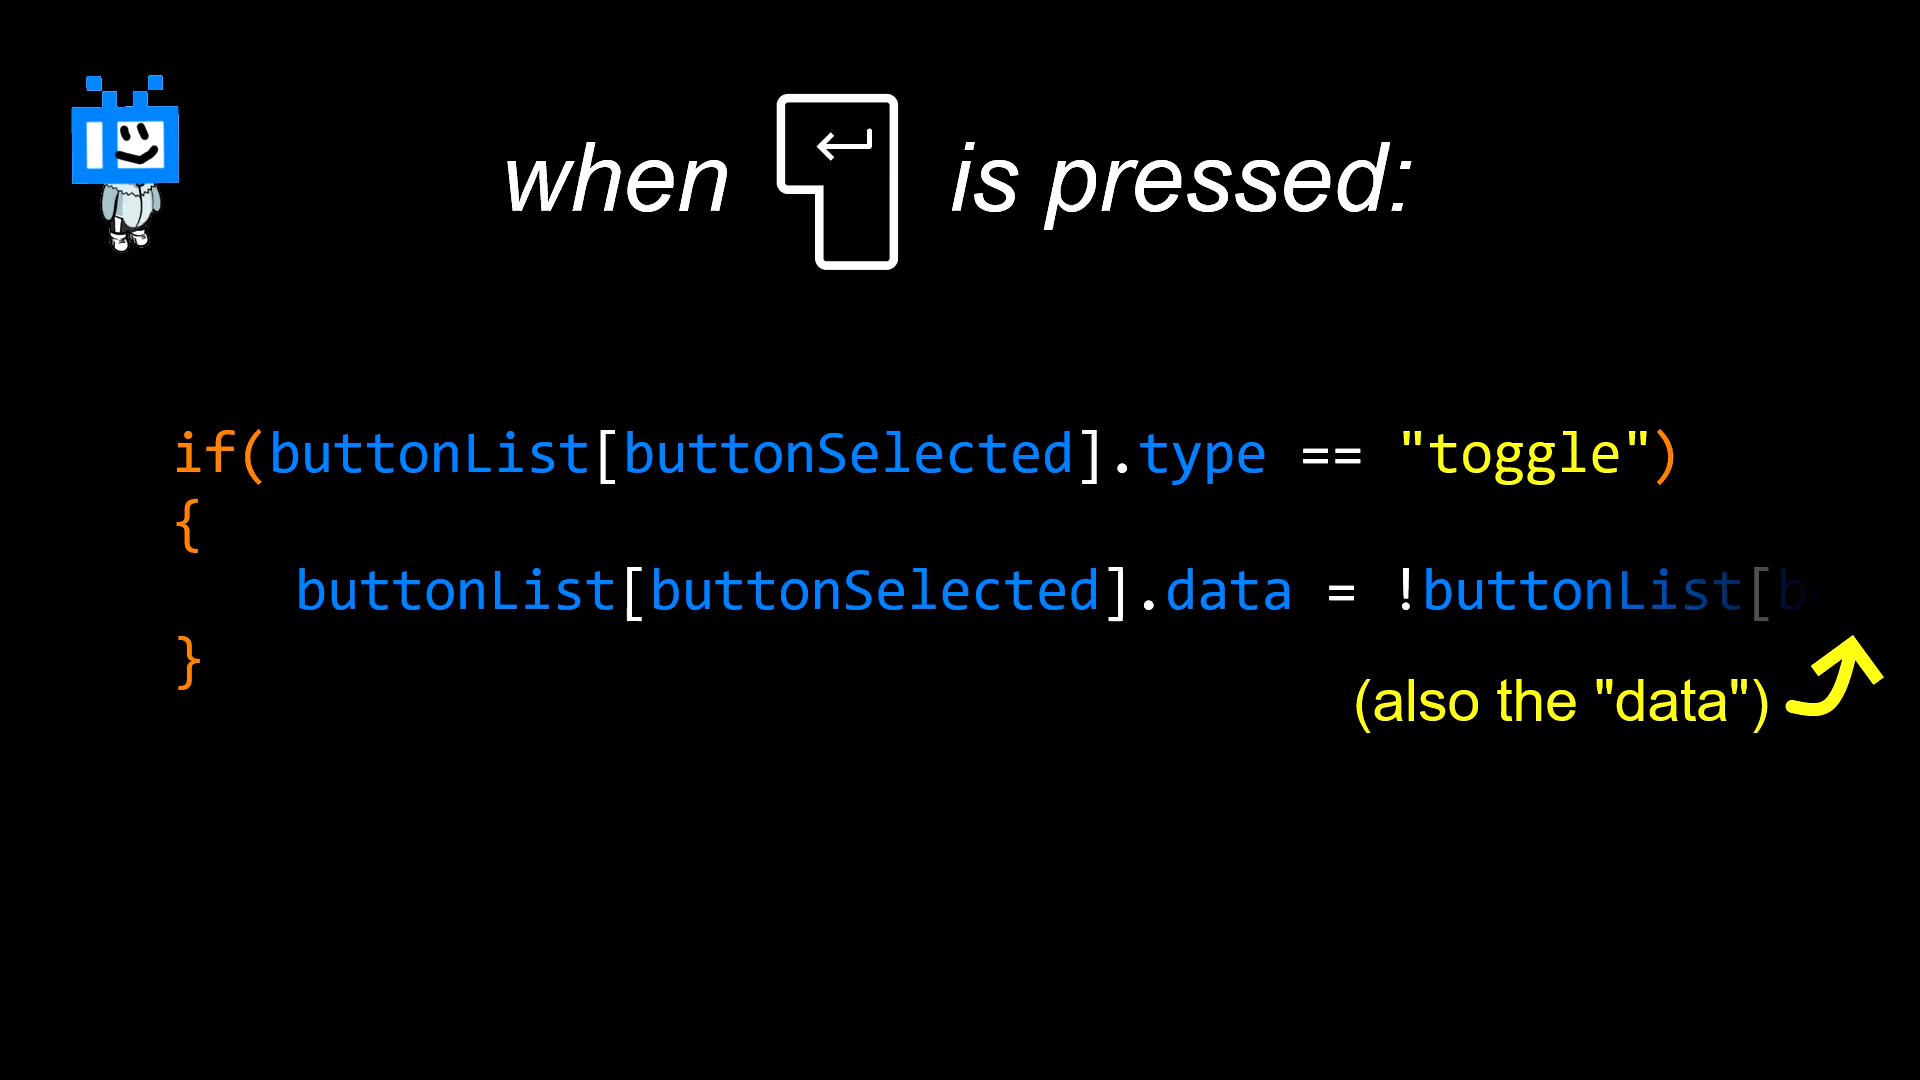 when ↵ is pressed:
if(buttonList[buttonSelected].type == "toggle")
{
buttonList[buttonSelected].data = !buttonList[b
}
(also the "data")